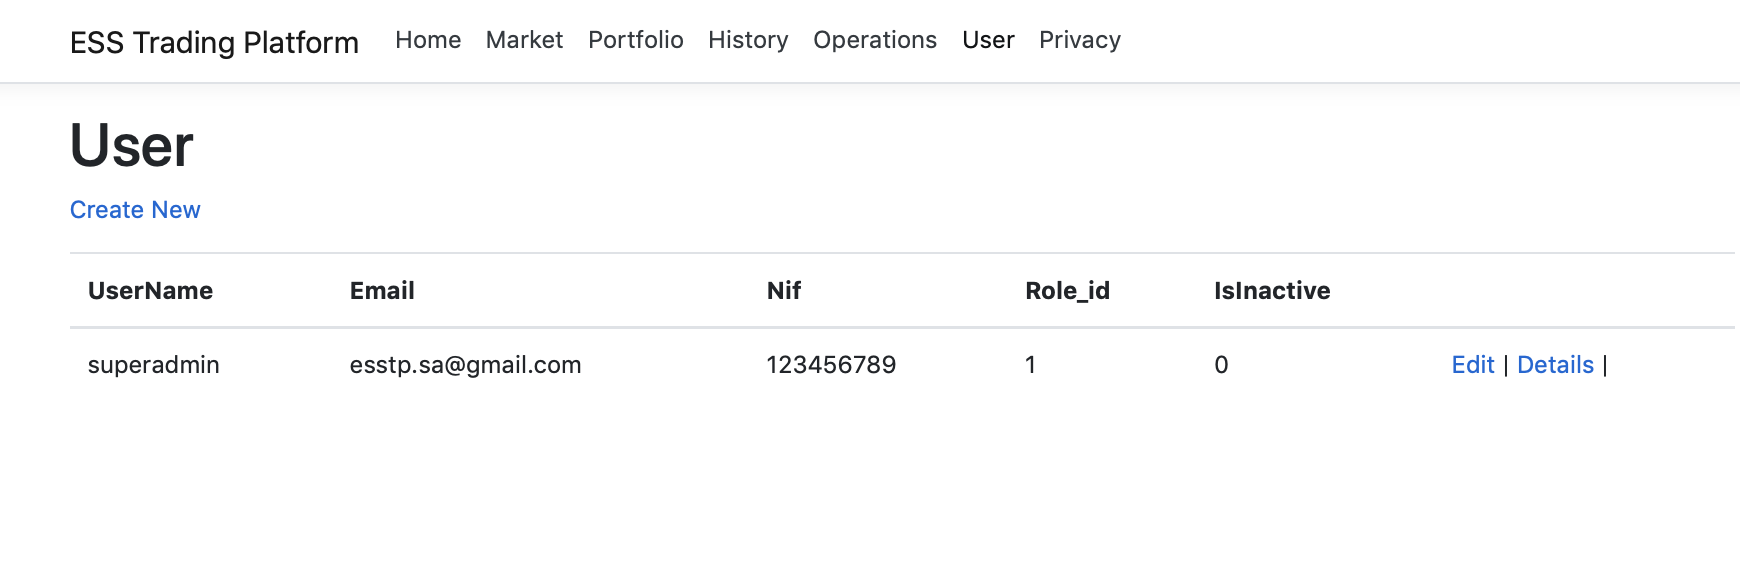 ESS Trading Platform Home Market Portfolio History Operations User Privacy
User
Create New
UserName Email Nif Role_id IsInactive
superadmin esstp.sa@gmail.com 123456789 1 0 Edit | Details |